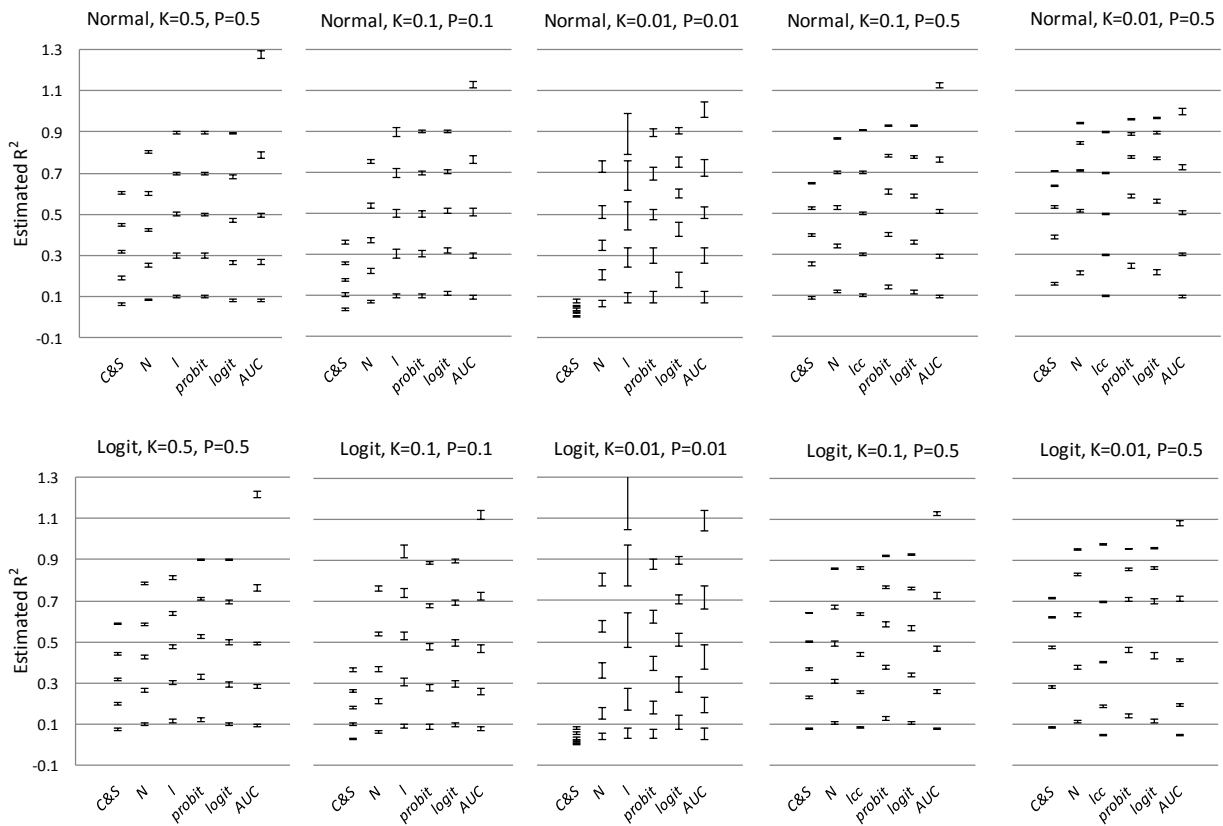 Normal, K=0.5, P=0.5
Normal, K=0.1, P=0.1
Normal, K=0.01, P=0.01
Normal, K=0.1, P=0.5
Normal, K=0.01, P=0.5
Estimated R²
1.3
1.1
0.9
0.7
0.5
0.3
0.1
-0.1
C&S N I probit logit AUC
C&S N I probit logit AUC
C&S N I probit logit AUC
C&S N Icc probit logit AUC
C&S N Icc probit logit AUC
Logit, K=0.5, P=0.5
Logit, K=0.1, P=0.1
Logit, K=0.01, P=0.01
Logit, K=0.1, P=0.5
Logit, K=0.01, P=0.5
Estimated R²
1.3
1.1
0.9
0.7
0.5
0.3
0.1
-0.1
C&S N I probit logit AUC
C&S N I probit logit AUC
C&S N I probit logit AUC
C&S N Icc probit logit AUC
C&S N Icc probit logit AUC